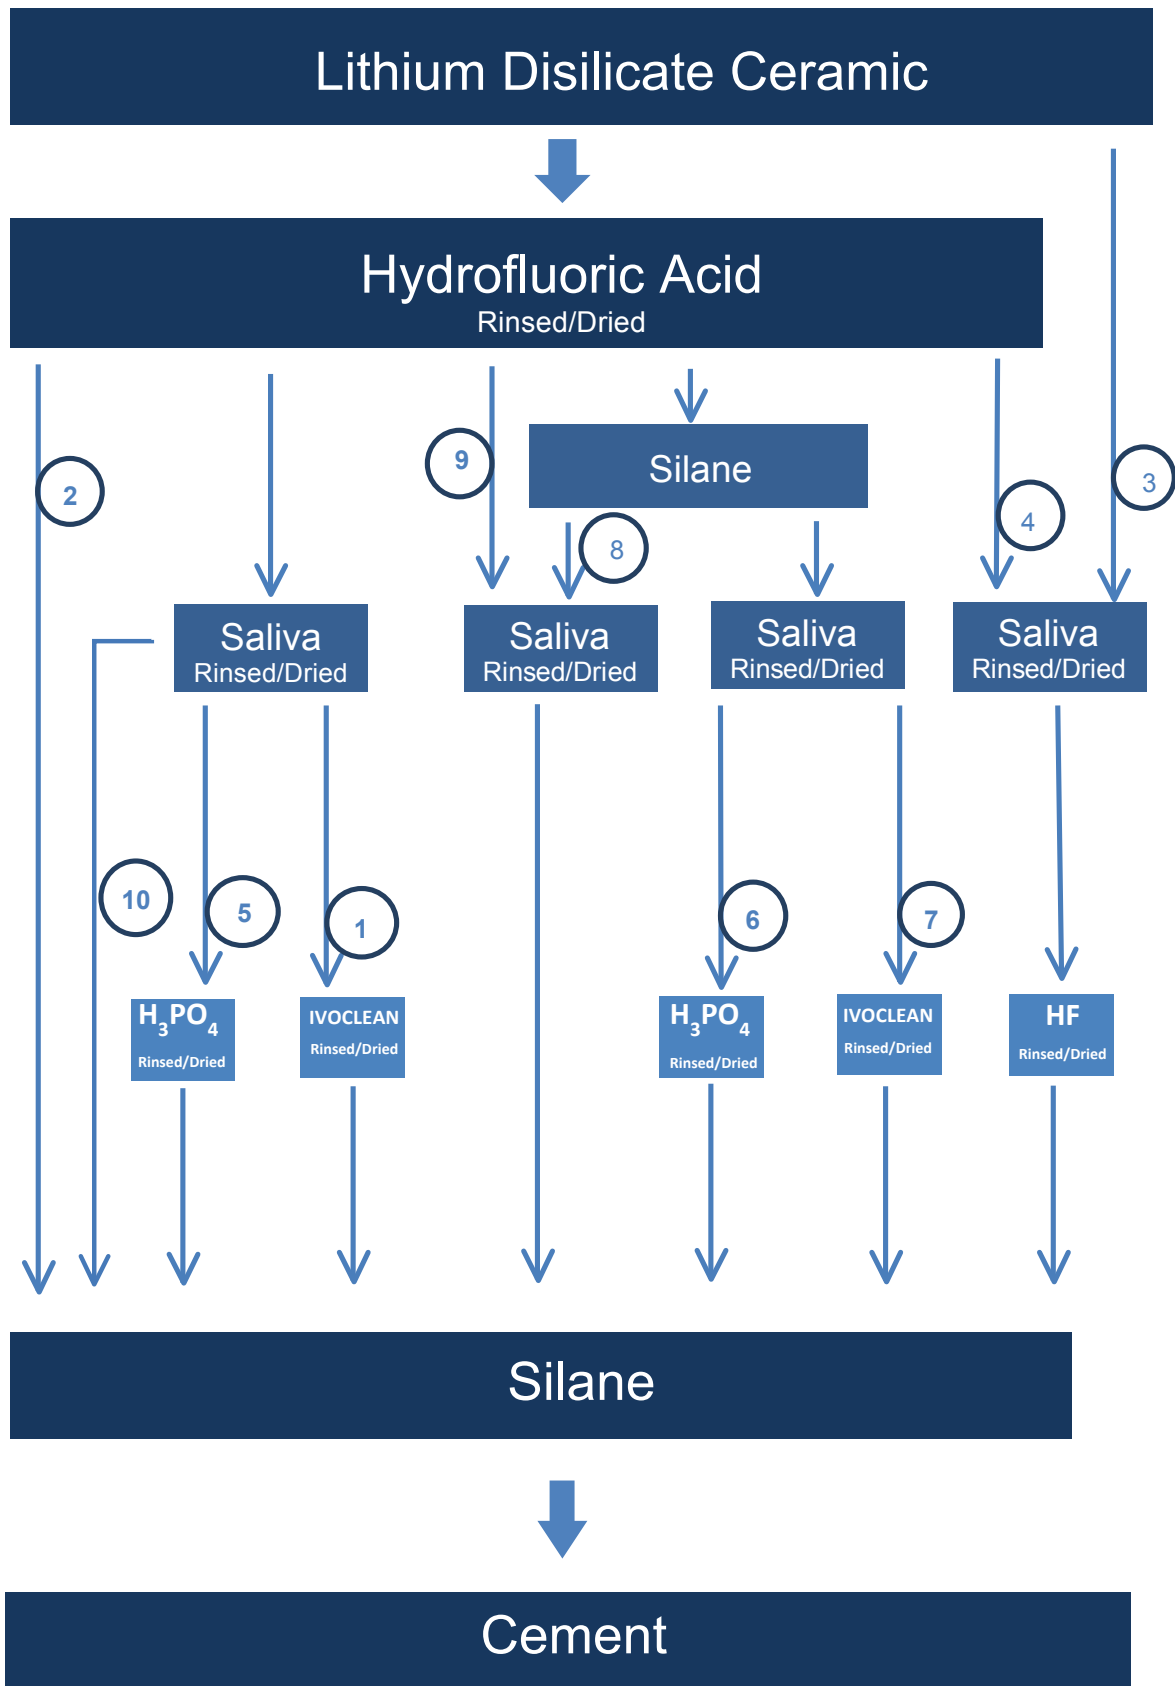 Lithium Disilicate Ceramic
Hydrofluoric Acid
Rinsed/Dried
Silane
9
2
3
4
8
Saliva
Rinsed/Dried
Saliva
Rinsed/Dried
Saliva
Rinsed/Dried
Saliva
Rinsed/Dried
10
5
1
6
7
H₃PO₄
Rinsed/Dried
IVOCLEAN
Rinsed/Dried
H₃PO₄
Rinsed/Dried
IVOCLEAN
Rinsed/Dried
HF
Rinsed/Dried
Silane
Cement